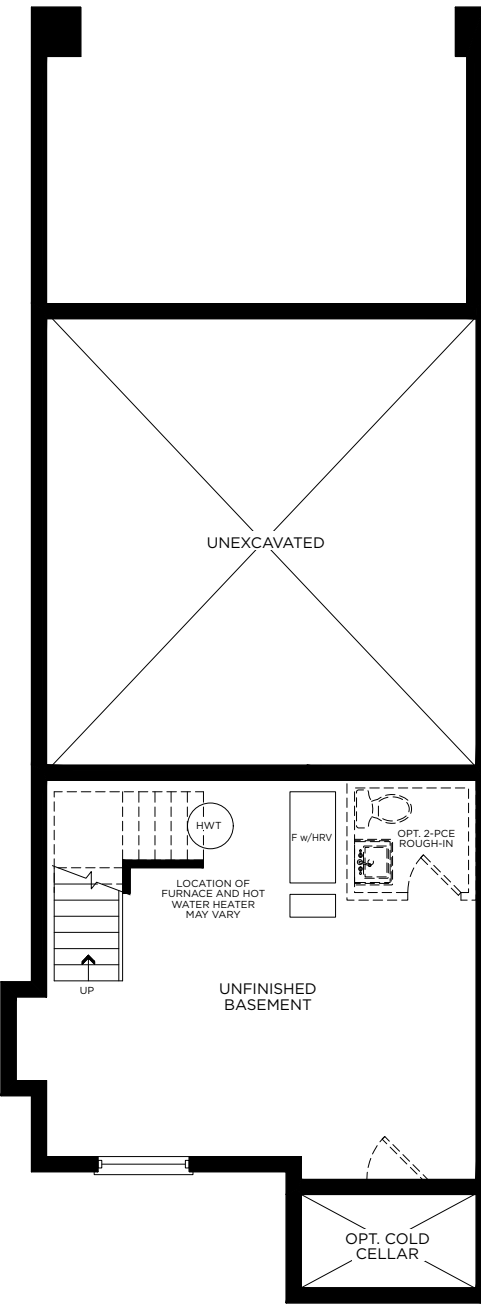 UNEXCAVATED
HWT
F w/HRV
OPT. 2-PCE
ROUGH-IN
LOCATION OF
FURNACE AND HOT
WATER HEATER
MAY VARY
UP
UNFINISHED
BASEMENT
OPT. COLD
CELLAR